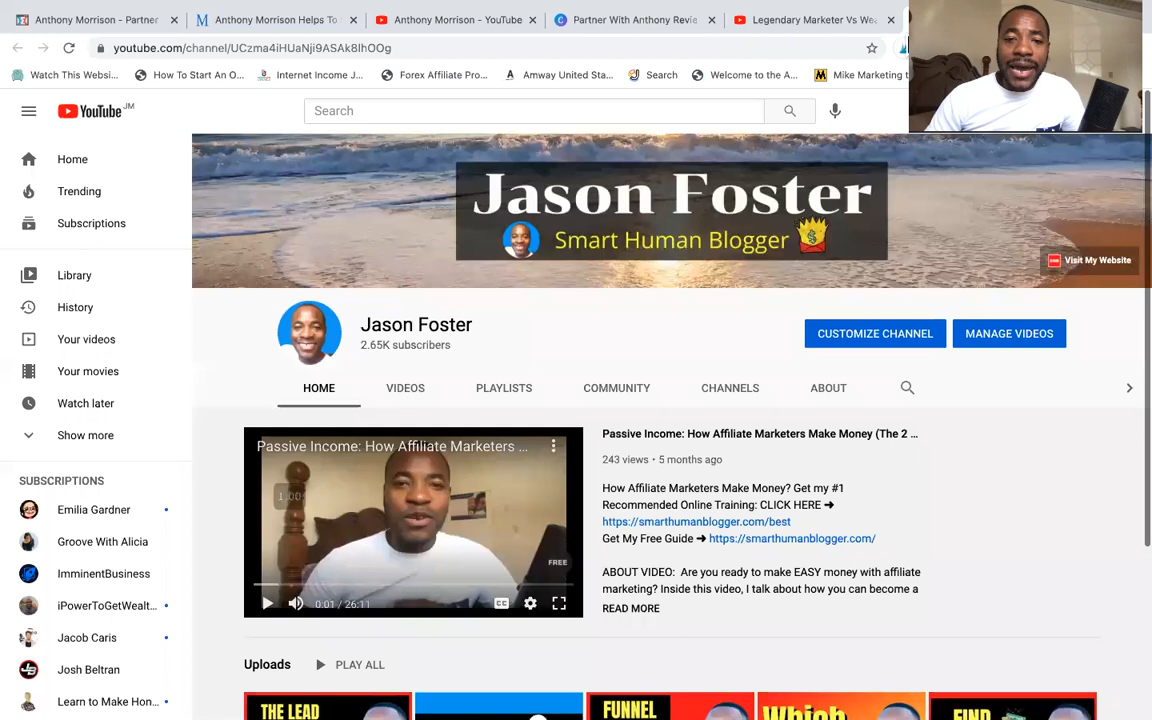 Anthony Morrison - Partner
Anthony Morrison Helps To
Anthony Morrison - YouTube
Partner With Anthony Revie
Legendary Marketer Vs Wea
youtube.com/channel/UCzma4iHUaNji9ASAk8IhOOg
Watch This Websi...
How To Start An O...
Internet Income J...
Forex Affiliate Pro...
Amway United Sta...
Search
Welcome to the A...
Mike Marketing t
YouTube JM
Search
Home
Trending
Subscriptions
Library
History
Your videos
Your movies
Watch later
Show more
SUBSCRIPTIONS
Emilia Gardner
Groove With Alicia
ImminentBusiness
iPowerToGetWealt...
Jacob Caris
Josh Beltran
Learn to Make Hon...
Jason Foster
Smart Human Blogger
Visit My Website
Jason Foster
2.65K subscribers
CUSTOMIZE CHANNEL
MANAGE VIDEOS
HOME
VIDEOS
PLAYLISTS
COMMUNITY
CHANNELS
ABOUT
Passive Income: How Affiliate Marketers ...
1.00
FREE
0:01 / 26:11
CC
Passive Income: How Affiliate Marketers Make Money (The 2 ...
243 views • 5 months ago
How Affiliate Marketers Make Money? Get my #1
Recommended Online Training: CLICK HERE ➜
https://smarthumanblogger.com/best
Get My Free Guide ➜ https://smarthumanblogger.com/
ABOUT VIDEO: Are you ready to make EASY money with affiliate
marketing? Inside this video, I talk about how you can become a
READ MORE
Uploads
PLAY ALL
THE LEAD
FUNNEL
Which
FIND